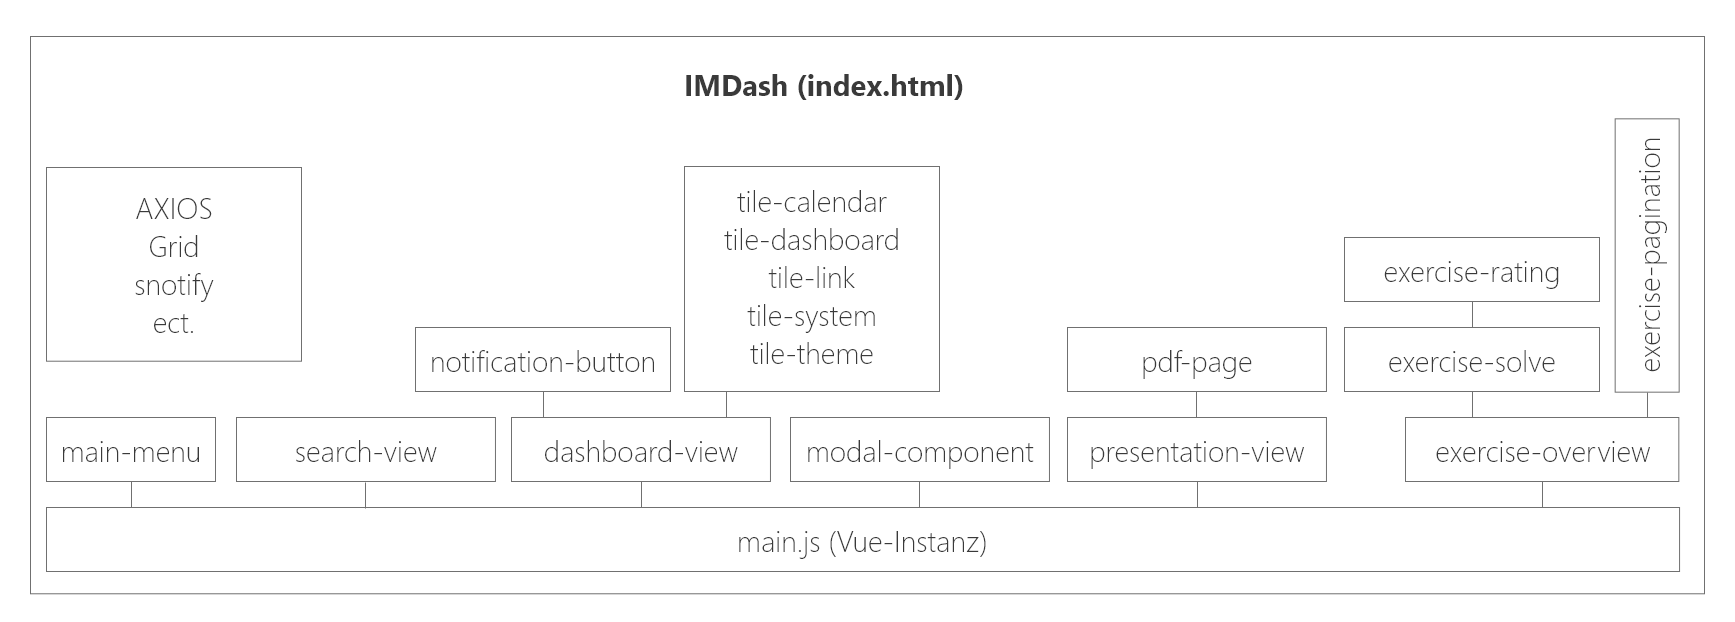 IMDash (index.html)
AXIOS
Grid
snotify
ect.
tile-calendar
tile-dashboard
tile-link
tile-system
tile-theme
exercise-pagination
exercise-rating
notification-button
pdf-page
exercise-solve
main-menu
search-view
dashboard-view
modal-component
presentation-view
exercise-overview
main.js (Vue-Instanz)